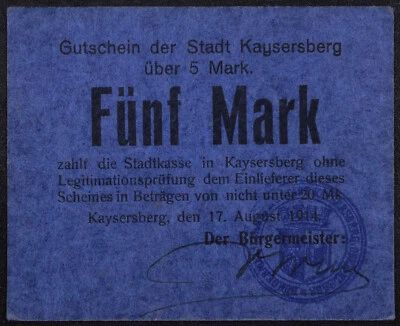 Gutschein der Stadt Kaysersberg
über 5 Mark.
Fünf Mark
zahlt die Stadtkasse in Kaysersberg ohne
Legitimationsprüfung dem Einlieferer dieses
Scheines in Beträgen von nicht unter 20 Mk.
Kaysersberg, den 17. August 1914.
Der Bürgermeister: